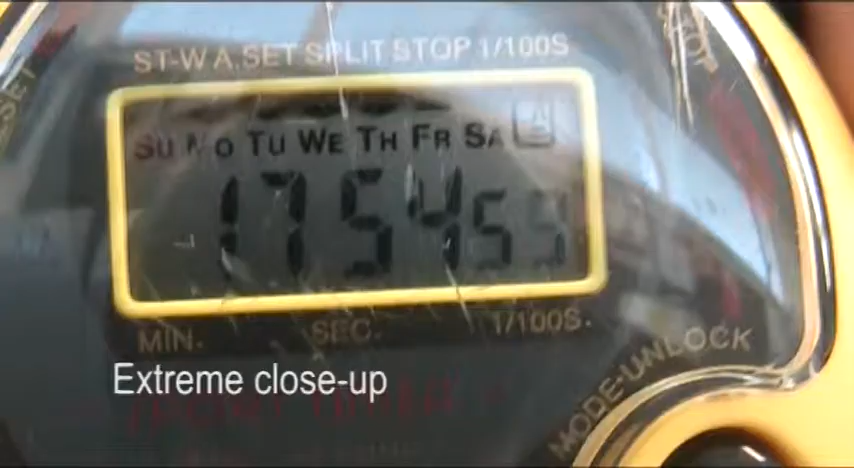 ST-W A.SET SPLIT STOP 1/100S
SU MO TU WE TH FR SA
17 54 59
MIN. SEC. 1/100S.
MODE-UNLOCK
Extreme close-up